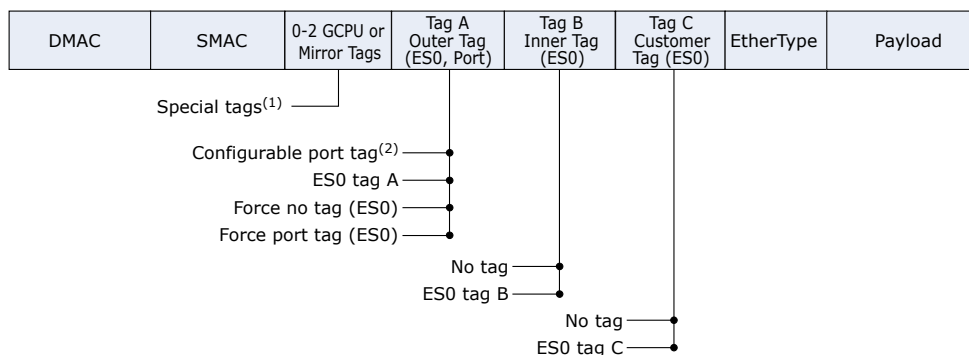 DMAC
SMAC
0-2 GCPU or
Mirror Tags
Tag A
Outer Tag
(ES0, Port)
Tag B
Inner Tag
(ES0)
Tag C
Customer
Tag (ES0)
EtherType
Payload
Special tags(1)
Configurable port tag(2)
ES0 tag A
Force no tag (ES0)
Force port tag (ES0)
No tag
ES0 tag B
No tag
ES0 tag C